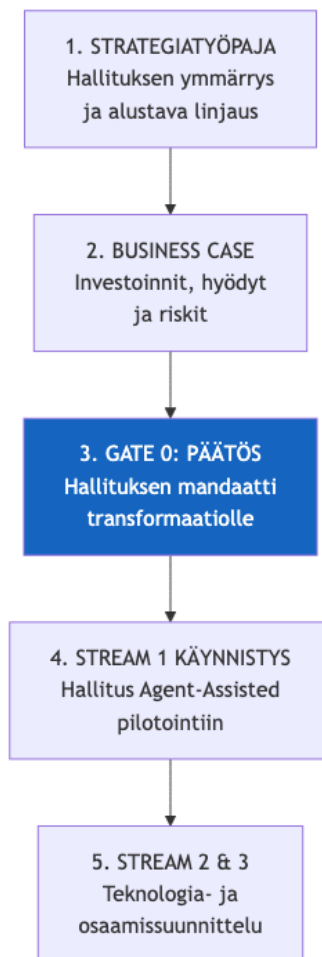 1. STRATEGIATYÖPAJA
Hallituksen ymmärrys
ja alustava linjaus
2. BUSINESS CASE
Investoinnit, hyödyt
ja riskit
3. GATE 0: PÄÄTÖS
Hallituksen mandaatti
transformaatiolle
4. STREAM 1 KÄYNNISTYS
Hallitus Agent-Assisted
pilotointiin
5. STREAM 2 & 3
Teknologia- ja
osaamissuunnittelu